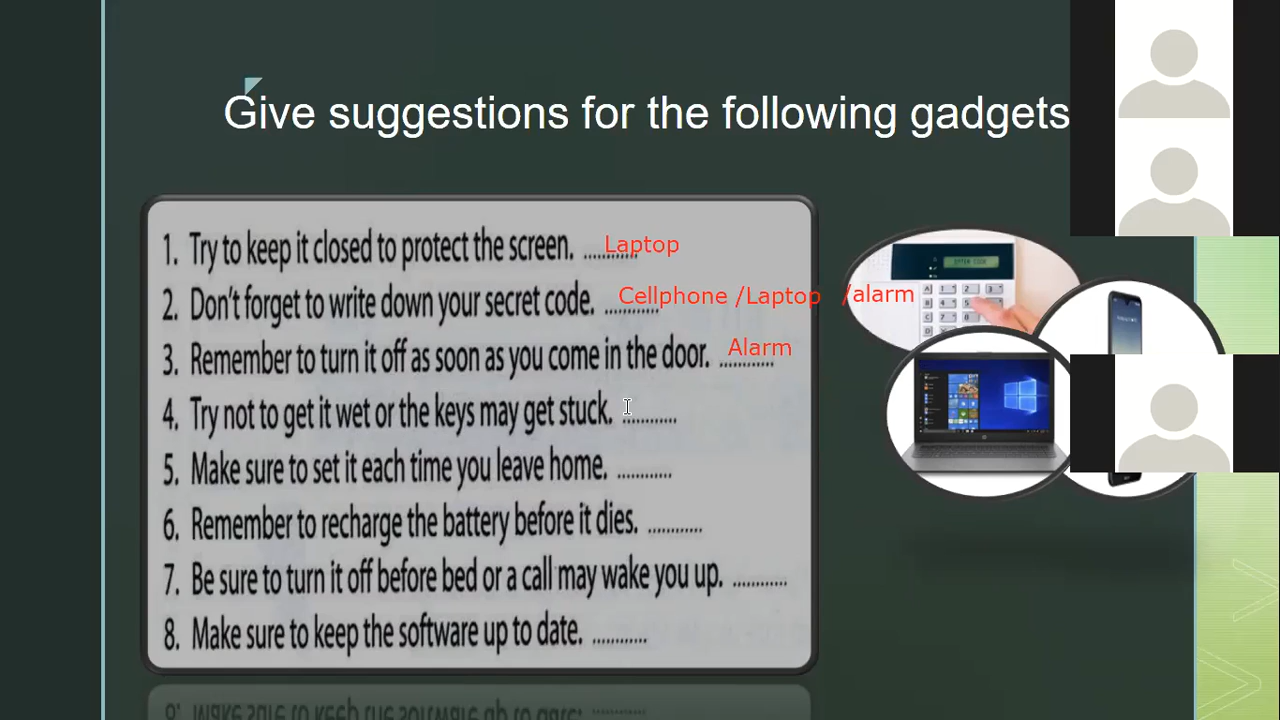 Give suggestions for the following gadgets
1. Try to keep it closed to protect the screen. ............ Laptop
2. Don't forget to write down your secret code. ............ Cellphone /Laptop /alarm
3. Remember to turn it off as soon as you come in the door. ............ Alarm
4. Try not to get it wet or the keys may get stuck. ............
5. Make sure to set it each time you leave home. ............
6. Remember to recharge the battery before it dies. ............
7. Be sure to turn it off before bed or a call may wake you up. ............
8. Make sure to keep the software up to date. ............